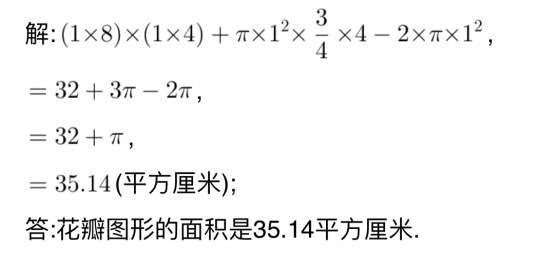 解:(1×8)×(1×4)+π×1²×3/4×4−2×π×1²,
=32+3π−2π,
=32+π,
=35.14(平方厘米);
答:花瓣图形的面积是35.14平方厘米.